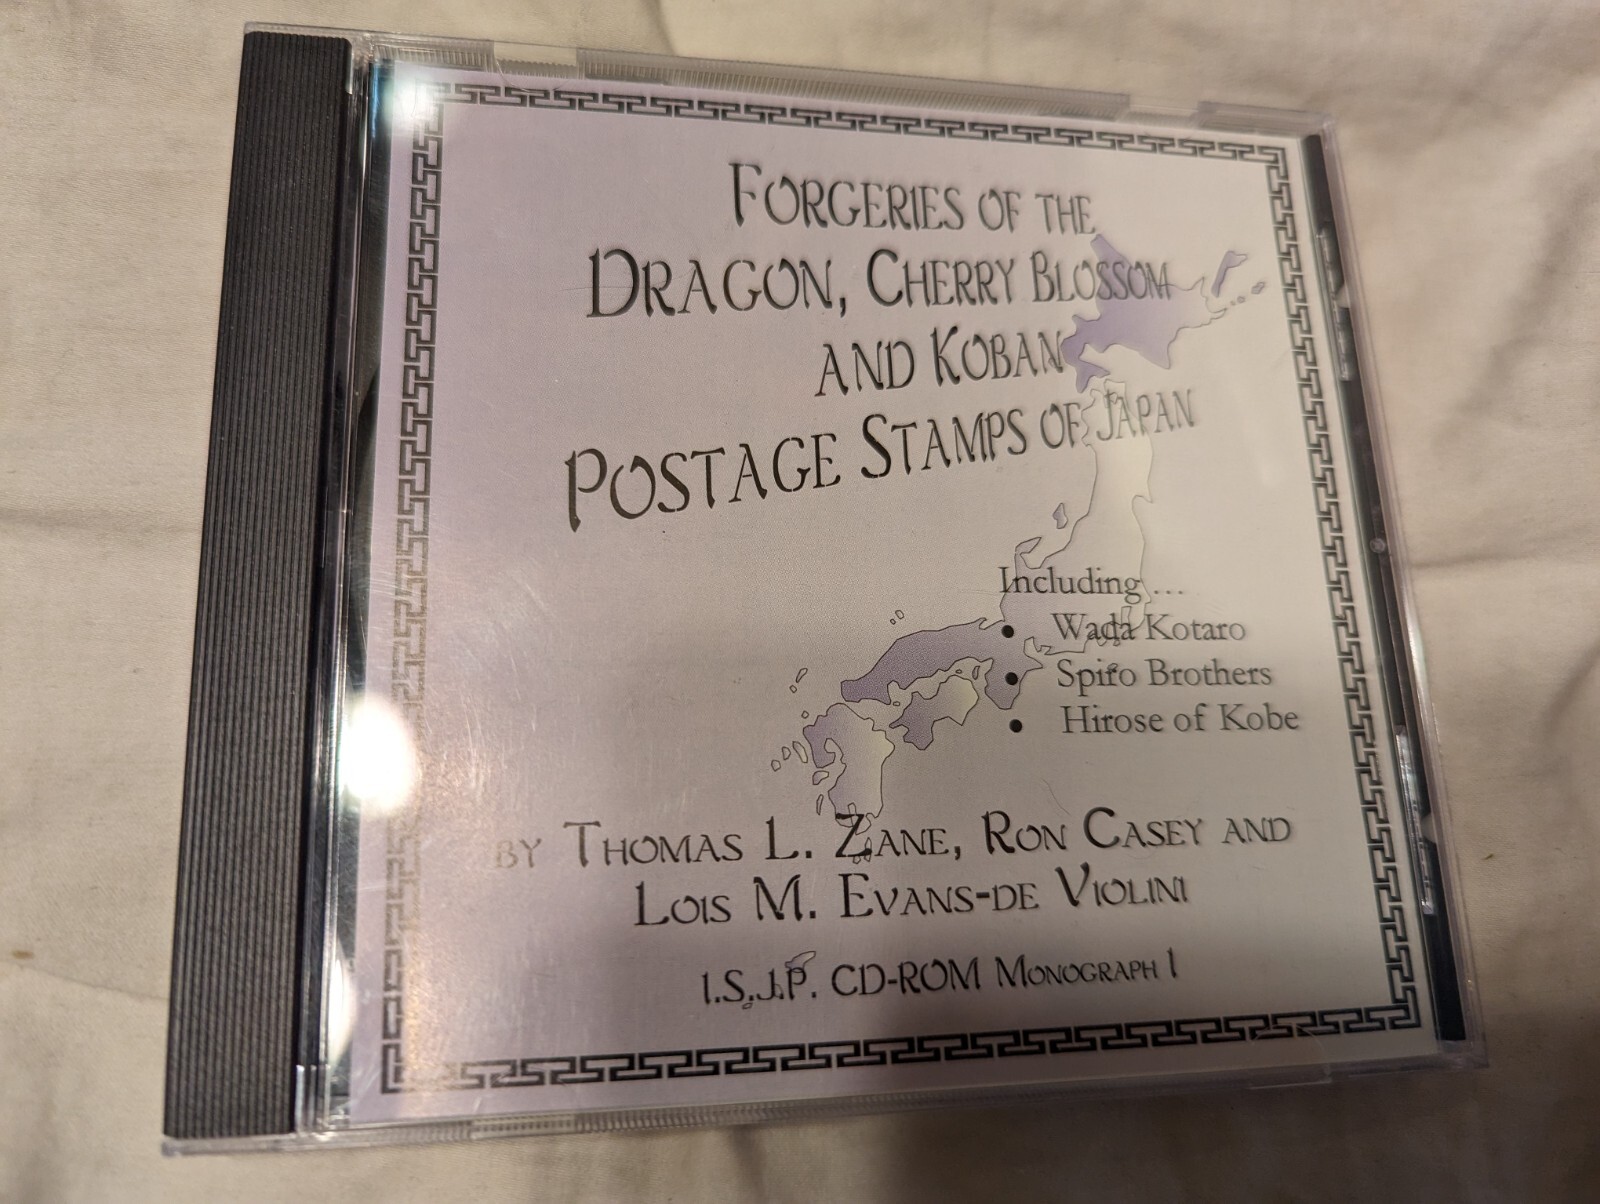 FORGERIES OF THE
DRAGON, CHERRY BLOSSOM
AND KOBAN
POSTAGE STAMPS OF JAPAN
Including ...
• Wada Kotaro
• Spiro Brothers
• Hirose of Kobe
BY THOMAS L. ZANE, RON CASEY AND
LOIS M. EVANS-DE VIOLINI
I.S.J.P. CD-ROM MONOGRAPH 1